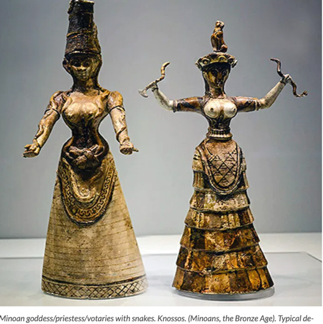 Minoan goddess/priestess/votaries with snakes. Knossos. (Minoans, the Bronze Age). Typical de-